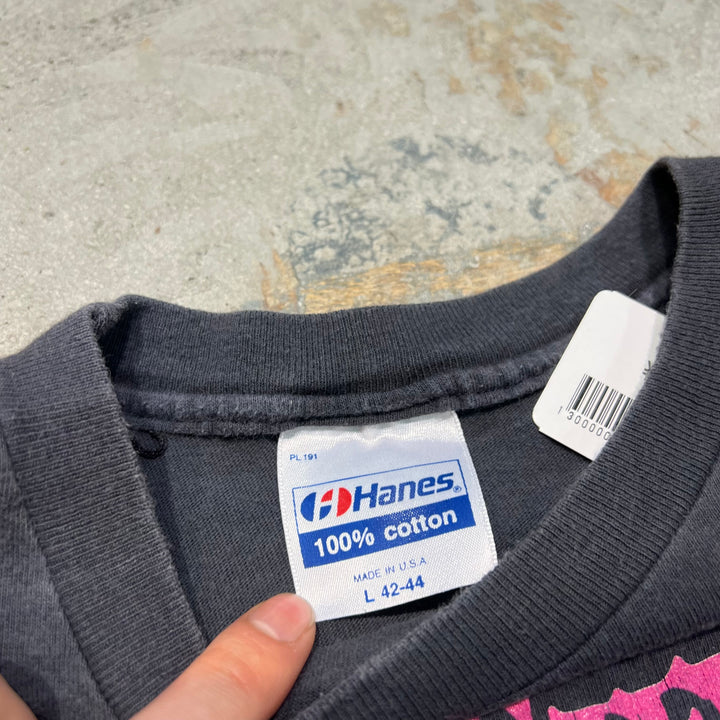 PL 191
Hanes®
100% cotton
MADE IN U.S.A
L 42-44